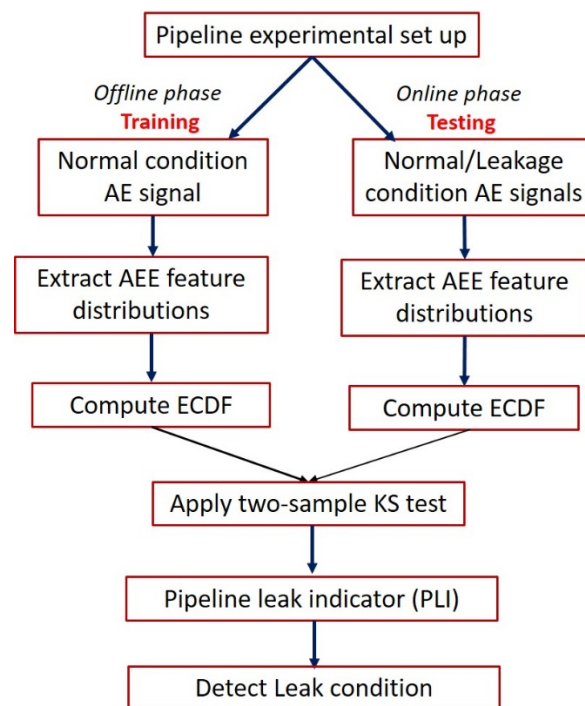 Pipeline experimental set up
Offline phase
Training
Online phase
Testing
Normal condition
AE signal
Normal/Leakage
condition AE signals
Extract AEE feature
distributions
Extract AEE feature
distributions
Compute ECDF
Compute ECDF
Apply two-sample KS test
Pipeline leak indicator (PLI)
Detect Leak condition